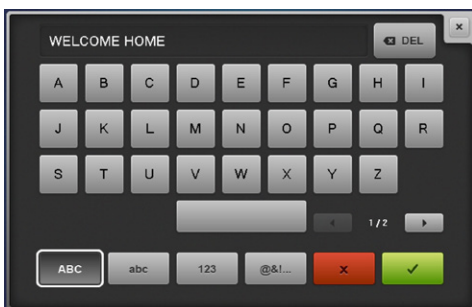 WELCOME HOME DEL
A B C D E F G H I
J K L M N O P Q R
S T U V W X Y Z
1/2
ABC abc 123 @&!... x